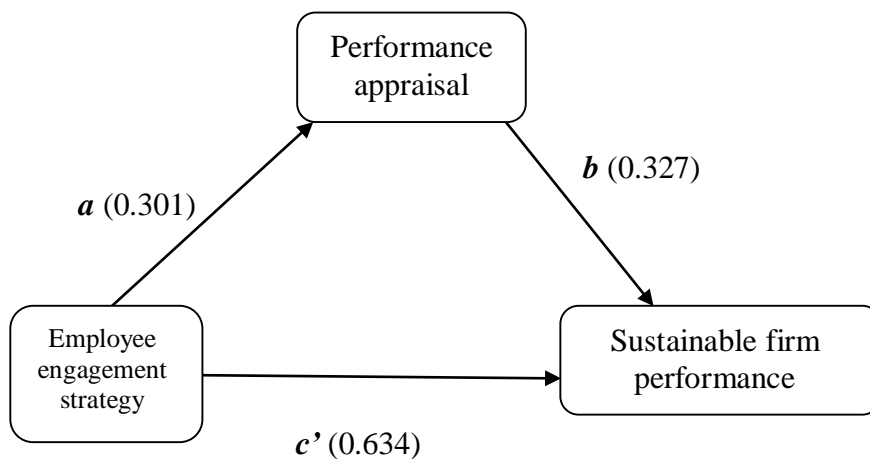 Performance
appraisal
a (0.301)
b (0.327)
Employee
engagement
strategy
Sustainable firm
performance
c’ (0.634)